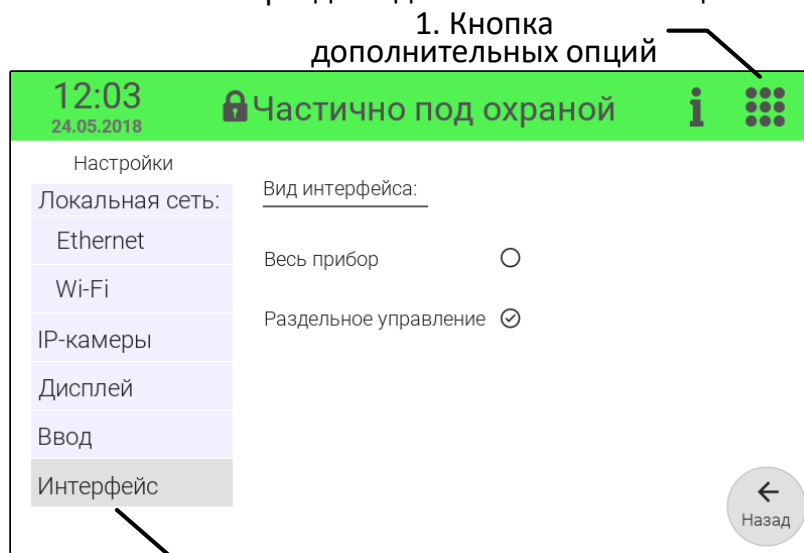 1. Кнопка
дополнительных опций
12:03
24.05.2018
Частично под охраной
i
Настройки
Локальная сеть:
Ethernet
Wi-Fi
IP-камеры
Дисплей
Ввод
Интерфейс
Вид интерфейса:
Весь прибор
Раздельное управление
Назад